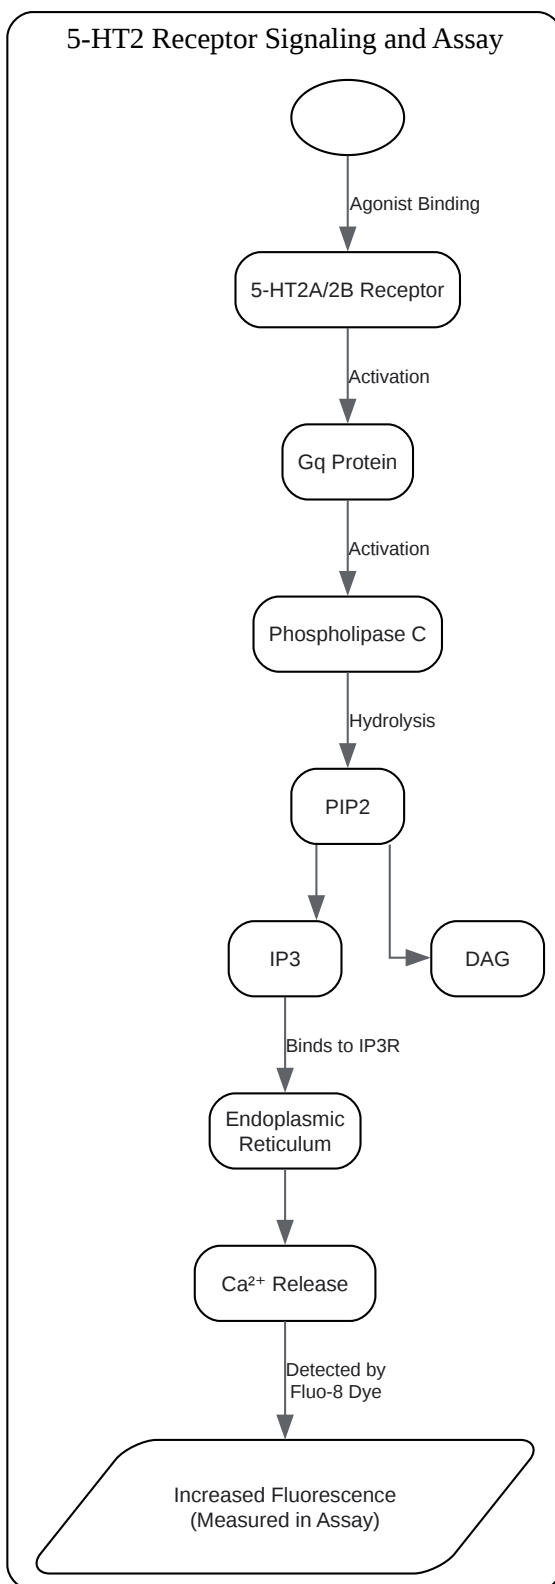 5-HT2 Receptor Signaling and Assay
Agonist Binding
5-HT2A/2B Receptor
Activation
Gq Protein
Activation
Phospholipase C
Hydrolysis
PIP2
IP3
DAG
Binds to IP3R
Endoplasmic
Reticulum
Ca²⁺ Release
Detected by
Fluo-8 Dye
Increased Fluorescence
(Measured in Assay)